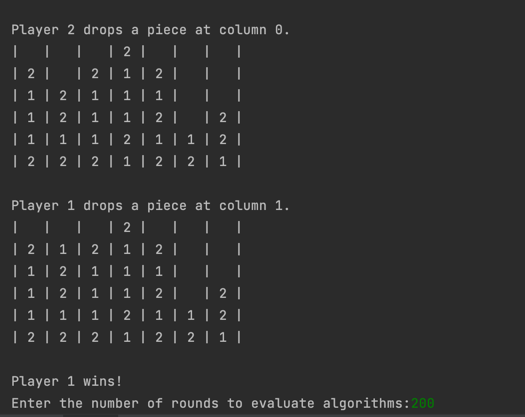 Player 2 drops a piece at column 0.
|   |   |   | 2 |   |   |   |
| 2 |   | 2 | 1 | 2 |   |   |
| 1 | 2 | 1 | 1 | 1 |   |   |
| 1 | 2 | 1 | 1 | 2 |   | 2 |
| 1 | 1 | 1 | 2 | 1 | 1 | 2 |
| 2 | 2 | 2 | 1 | 2 | 2 | 1 |
Player 1 drops a piece at column 1.
|   |   |   | 2 |   |   |   |
| 2 | 1 | 2 | 1 | 2 |   |   |
| 1 | 2 | 1 | 1 | 1 |   |   |
| 1 | 2 | 1 | 1 | 2 |   | 2 |
| 1 | 1 | 1 | 2 | 1 | 1 | 2 |
| 2 | 2 | 2 | 1 | 2 | 2 | 1 |
Player 1 wins!
Enter the number of rounds to evaluate algorithms:200